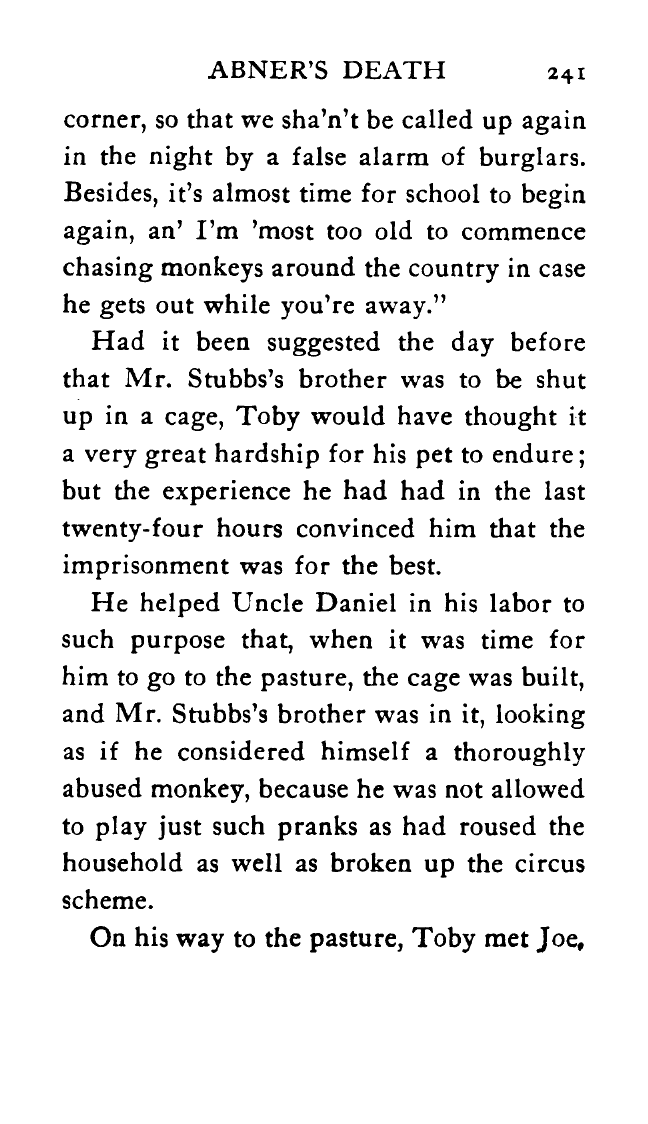 ABNER'S DEATH 241
corner, so that we sha'n't be called up again
in the night by a false alarm of burglars.
Besides, it's almost time for school to begin
again, an' I'm 'most too old to commence
chasing monkeys around the country in case
he gets out while you're away."
Had it been suggested the day before
that Mr. Stubbs's brother was to be shut
up in a cage, Toby would have thought it
a very great hardship for his pet to endure;
but the experience he had had in the last
twenty-four hours convinced him that the
imprisonment was for the best.
He helped Uncle Daniel in his labor to
such purpose that, when it was time for
him to go to the pasture, the cage was built,
and Mr. Stubbs's brother was in it, looking
as if he considered himself a thoroughly
abused monkey, because he was not allowed
to play just such pranks as had roused the
household as well as broken up the circus
scheme.
On his way to the pasture, Toby met Joe,